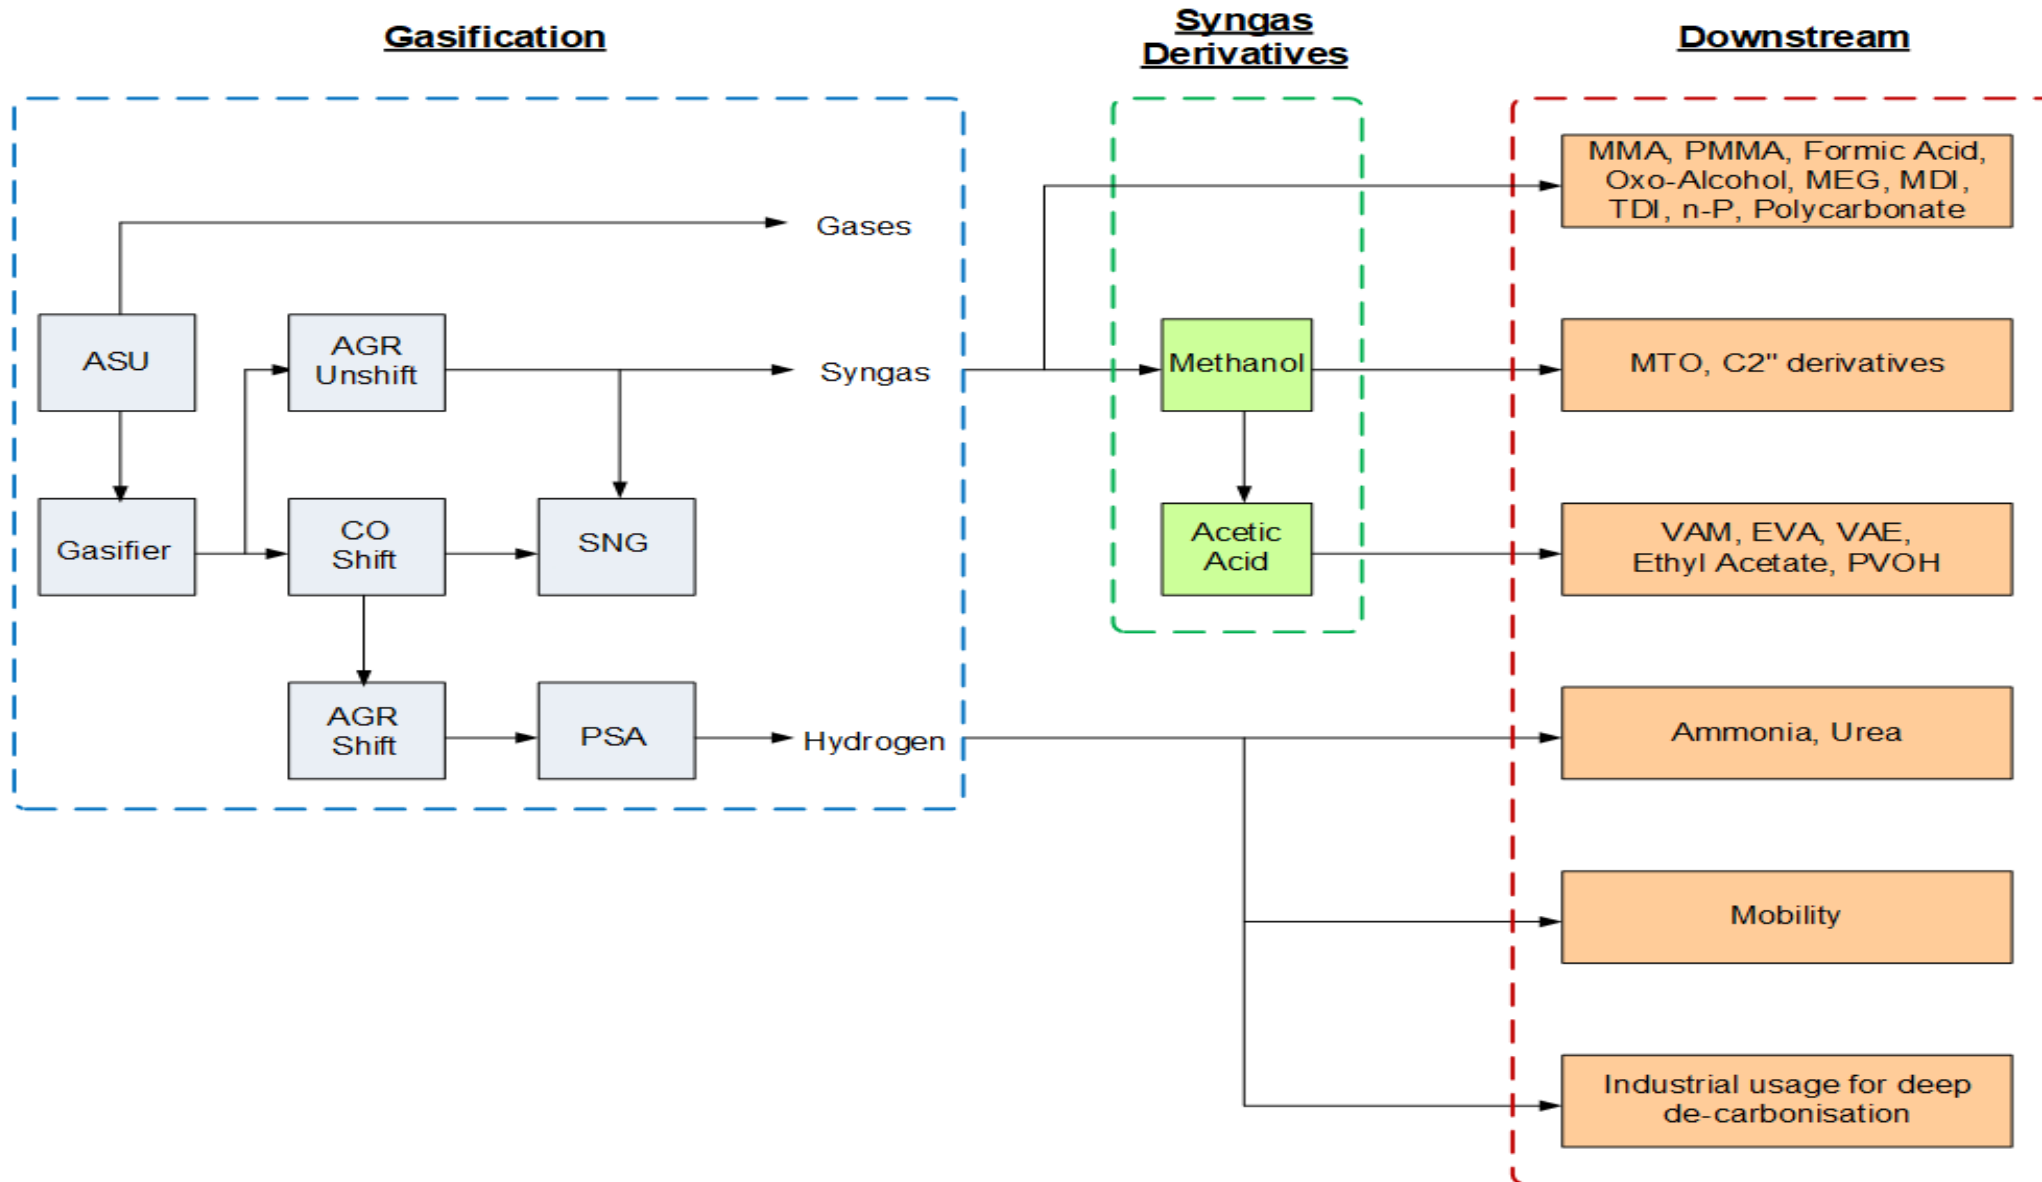 Gasification
Syngas
Derivatives
Downstream
Gases
ASU
AGR
Unshift
Syngas
Gasifier
CO
Shift
SNG
AGR
Shift
PSA
Hydrogen
Methanol
Acetic
Acid
MMA, PMMA, Formic Acid,
Oxo-Alcohol, MEG, MDI,
TDI, n-P, Polycarbonate
MTO, C2" derivatives
VAM, EVA, VAE,
Ethyl Acetate, PVOH
Ammonia, Urea
Mobility
Industrial usage for deep
de-carbonisation